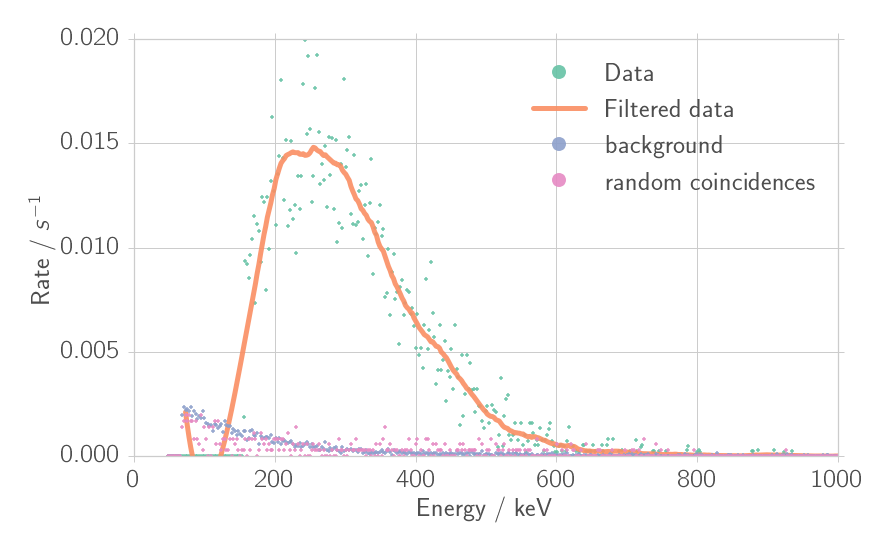 0.020
0.015
0.010
0.005
0.000
Rate / s⁻¹
0
200
400
600
800
1000
Energy / keV
Data
Filtered data
background
random coincidences